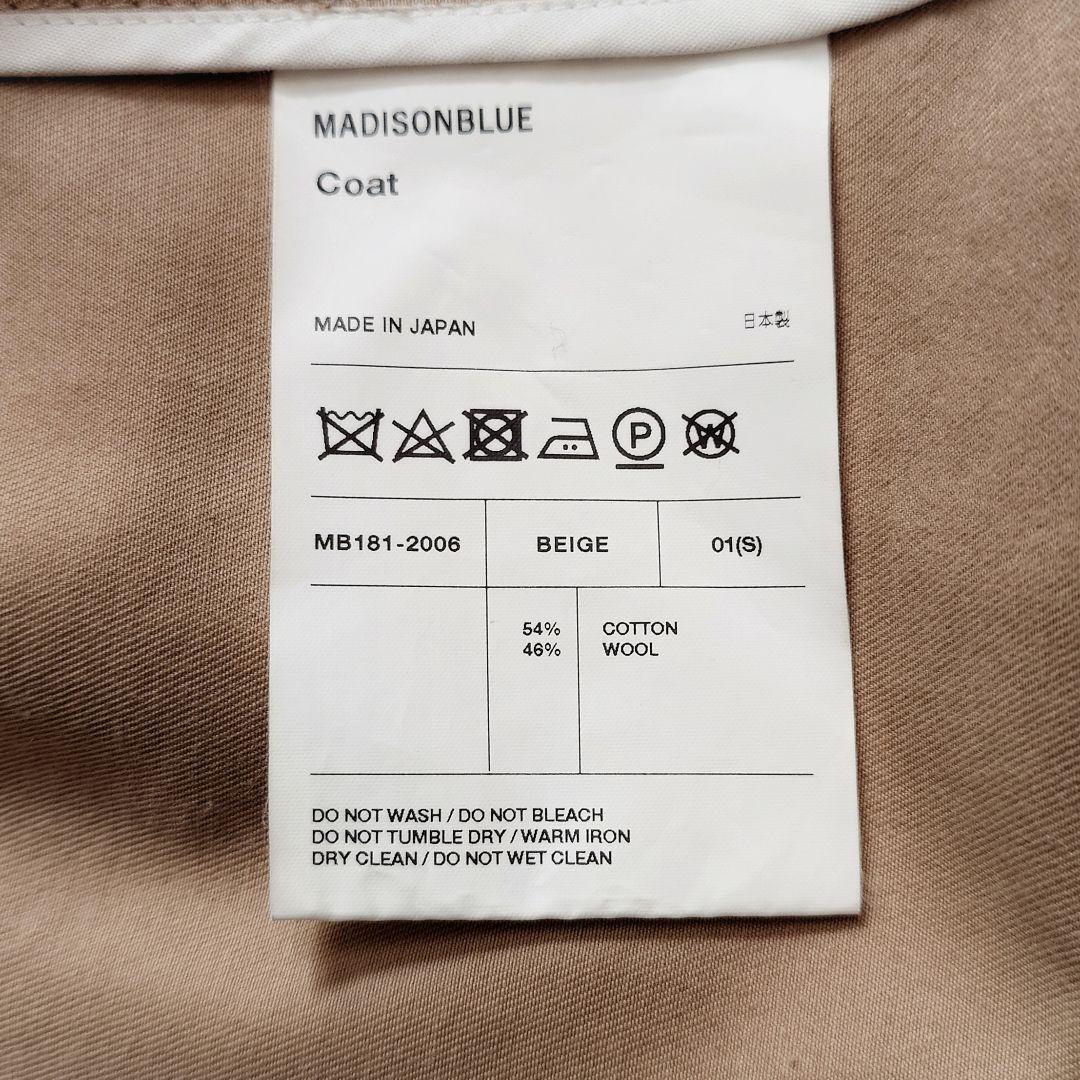 MADISONBLUE
Coat
MADE IN JAPAN 日本製
P W
MB181-2006 BEIGE 01(S)
54% COTTON
46% WOOL
DO NOT WASH / DO NOT BLEACH
DO NOT TUMBLE DRY / WARM IRON
DRY CLEAN / DO NOT WET CLEAN